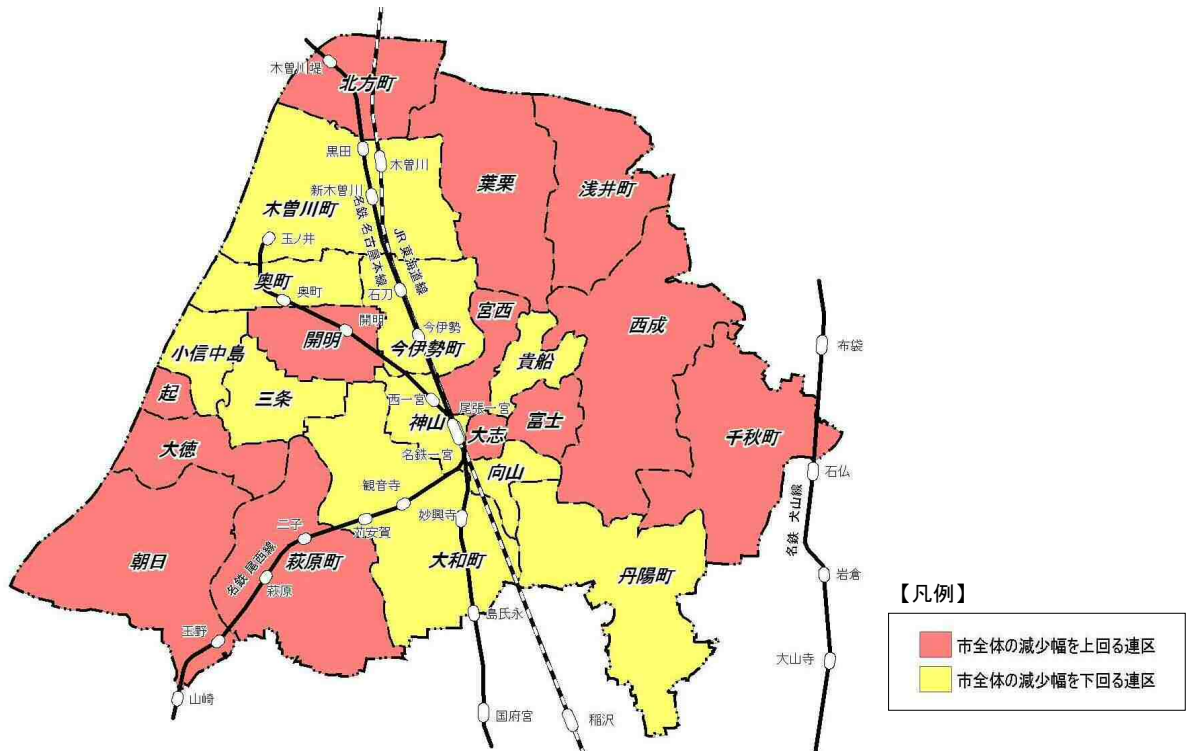 木曽川堤
北方町
黒田
木曽川
葉栗
浅井町
新木曽川
木曽川町
名鉄 名古屋本線
JR 東海道線
玉ノ井
奥町
奥町
石刀
宮西
西成
開明
開明
今伊勢
今伊勢町
小信中島
貴船
布袋
起
三条
西一宮
尾張一宮
富士
神山
大志
千秋町
大徳
名鉄一宮
向山
石仏
観音寺
名鉄 犬山線
二子
苅安賀
妙興寺
朝日
名鉄 尾西線
萩原町
大和町
丹陽町
岩倉
萩原
島氏永
玉野
大山寺
山崎
国府宮
稲沢
【凡例】
市全体の減少幅を上回る連区
市全体の減少幅を下回る連区